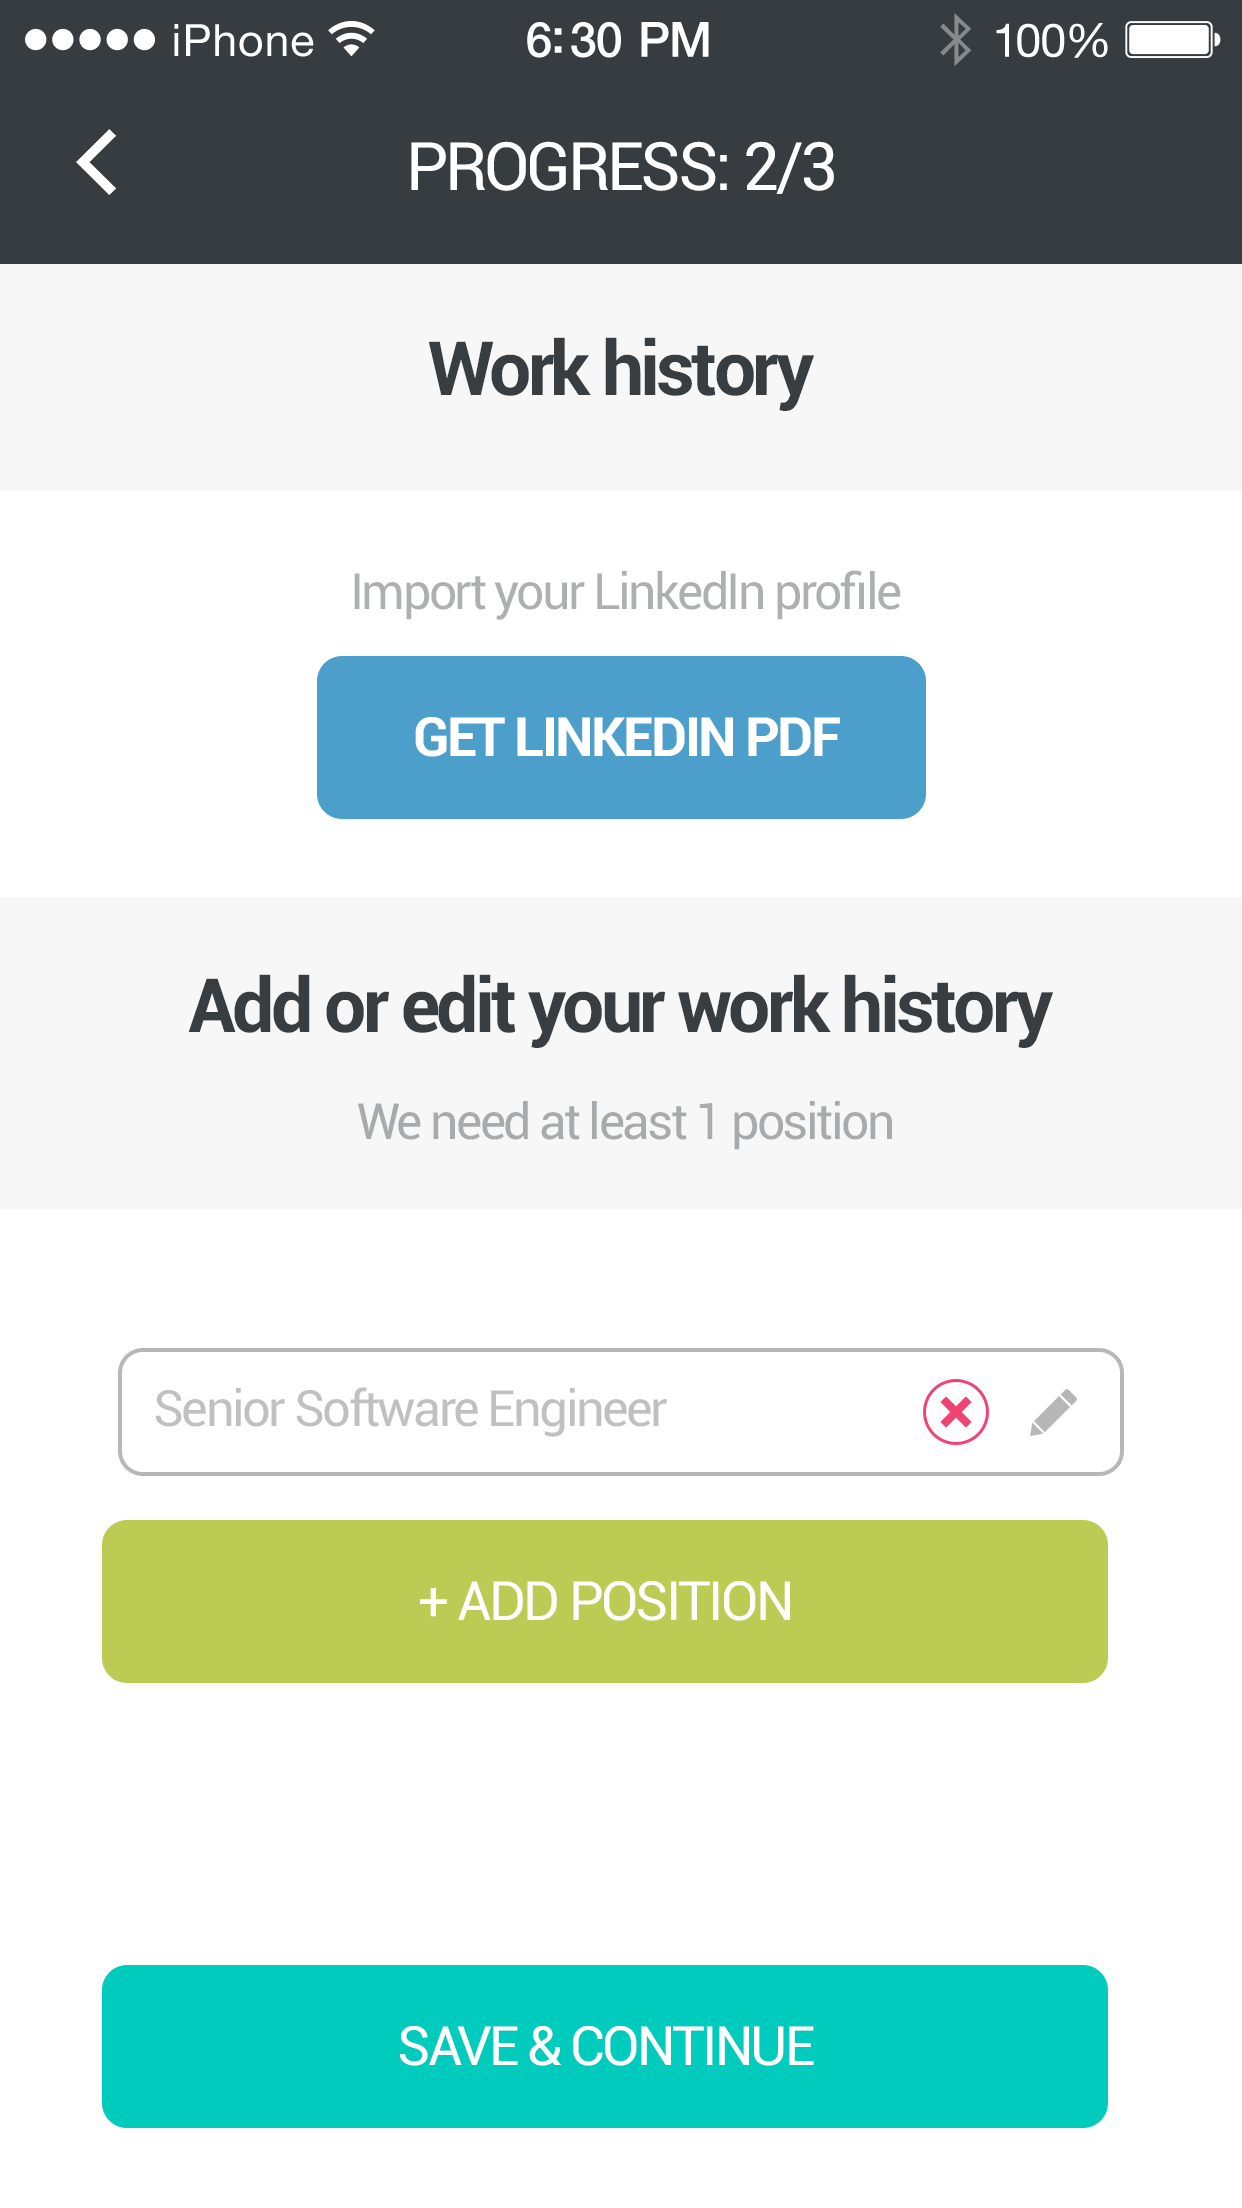 iPhone 6:30 PM 100%
PROGRESS: 2/3
Work history
Import your LinkedIn profile
GET LINKEDIN PDF
Add or edit your work history
We need at least 1 position
Senior Software Engineer
+ ADD POSITION
SAVE & CONTINUE